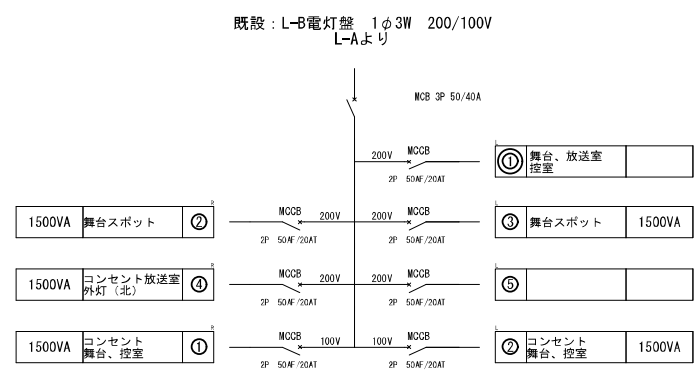 既設：L-B電灯盤　1φ3W　200/100V
L-Aより
MCB 3P 50/40A
L
200V MCCB ① 舞台、放送室
控室
2P 50AF/20AT
R L
1500VA 舞台スポット ② MCCB 200V 200V MCCB ③ 舞台スポット 1500VA
2P 50AF/20AT 2P 50AF/20AT
R L
1500VA コンセント放送室
外灯（北） ④ MCCB 200V 200V MCCB ⑤
2P 50AF/20AT 2P 50AF/20AT
R L
1500VA コンセント
舞台、控室 ① MCCB 100V 100V MCCB ② コンセント
舞台、控室 1500VA
2P 50AF/20AT 2P 50AF/20AT